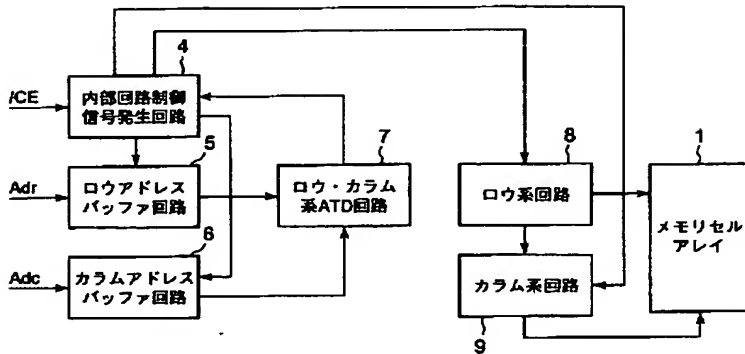 4
/CE
内部回路制御
信号発生回路
5
7
8
1
Adr
ロウアドレス
バッファ回路
ロウ・カラム
系ATD回路
ロウ系回路
メモリセル
アレイ
6
Adc
カラムアドレス
バッファ回路
カラム系回路
9